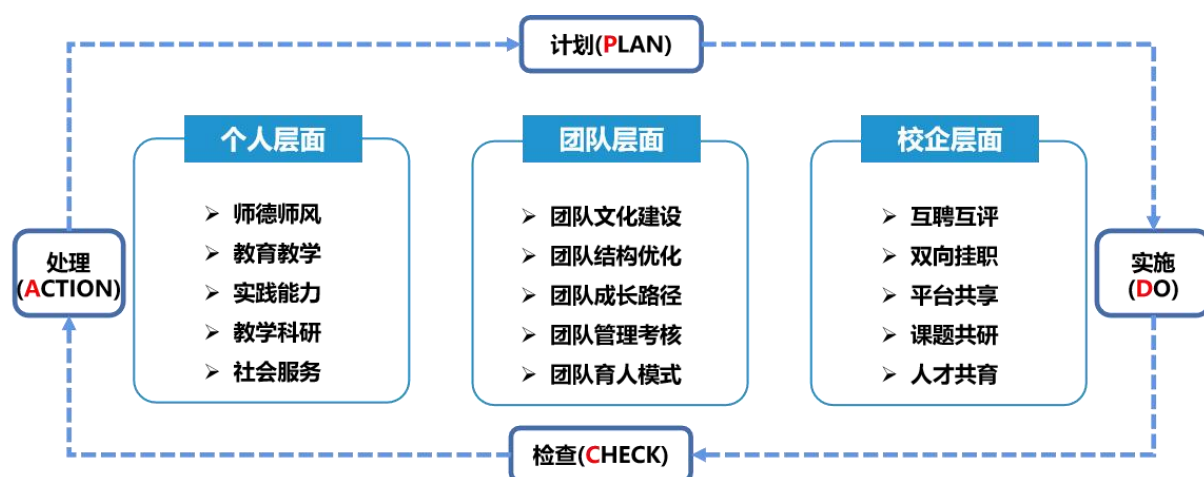 计划(PLAN)
个人层面
师德师风
教育教学
实践能力
教学科研
社会服务
团队层面
团队文化建设
团队结构优化
团队成长路径
团队管理考核
团队育人模式
校企层面
互聘互评
双向挂职
平台共享
课题共研
人才共育
处理
(ACTION)
实施
(DO)
检查(CHECK)